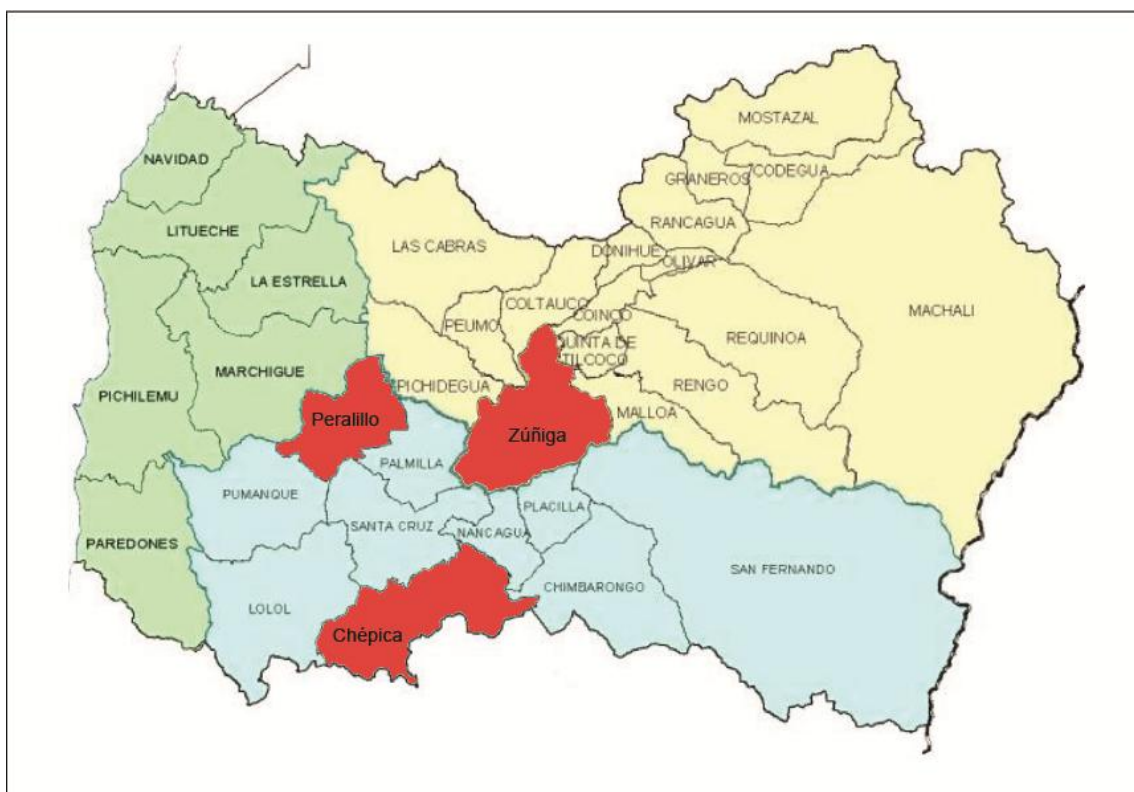 MOSTAZAL
NAVIDAD
CODEGUA
GRANEROS
RANCAGUA
LITUECHE
LAS CABRAS
DONIHUE
OLIVAR
LA ESTRELLA
COLTAUCO
MACHALI
COINCO
PEUMO
REQUINOA
QUINTA DE
TILCOCO
MARCHIGUE
PICHIDEGUA
RENGO
PICHILEMU
MALLOA
Peralillo
Zúñiga
PALMILLA
PUMANQUE
PLACILLA
SANTA CRUZ
NANCAGUA
PAREDONES
SAN FERNANDO
CHIMBARONGO
LOLOL
Chépica